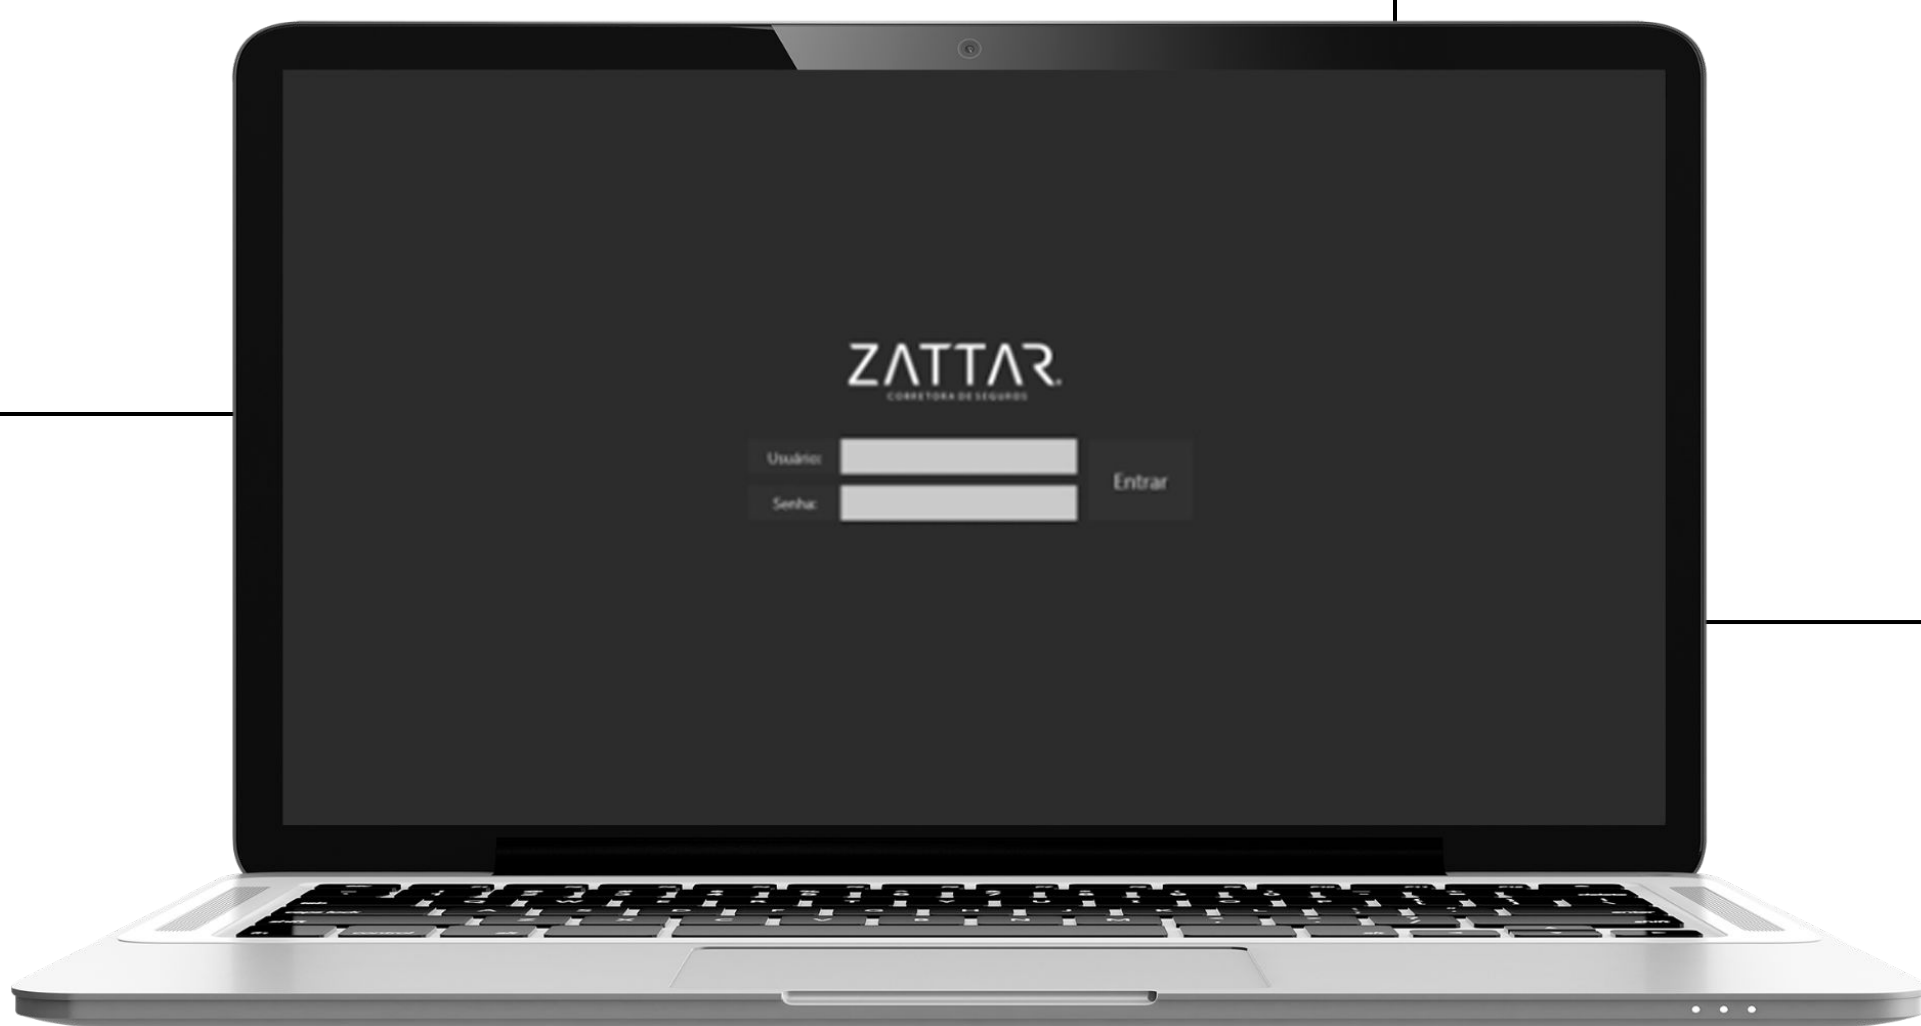 ZATTAR
CORRETORA DE SEGUROS
Usuário:
Entrar
Senha: